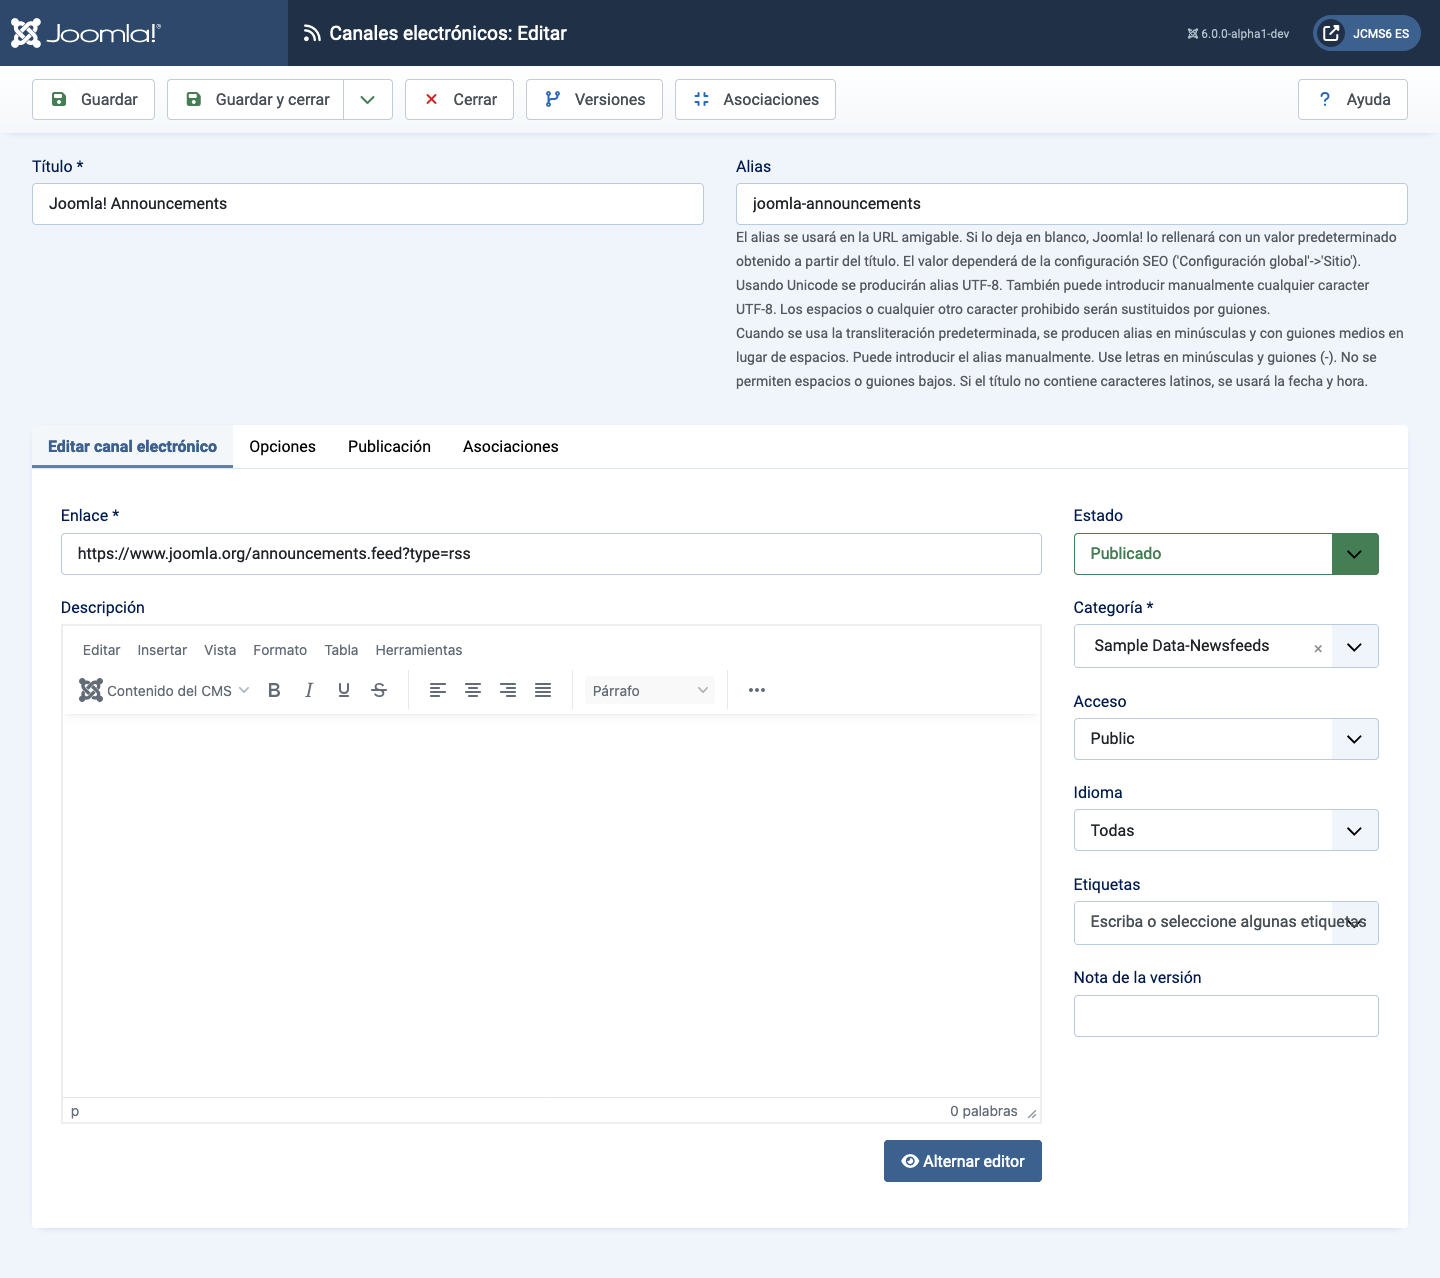 Joomla!®
Canales electrónicos: Editar
6.0.0-alpha1-dev
JCMS6 ES
Guardar
Guardar y cerrar
Cerrar
Versiones
Asociaciones
? Ayuda
Título *
Joomla! Announcements
Alias
joomla-announcements
El alias se usará en la URL amigable. Si lo deja en blanco, Joomla! lo rellenará con un valor predeterminado
obtenido a partir del título. El valor dependerá de la configuración SEO ('Configuración global'->'Sitio').
Usando Unicode se producirán alias UTF-8. También puede introducir manualmente cualquier caracter
UTF-8. Los espacios o cualquier otro caracter prohibido serán sustituidos por guiones.
Cuando se usa la transliteración predeterminada, se producen alias en minúsculas y con guiones medios en
lugar de espacios. Puede introducir el alias manualmente. Use letras en minúsculas y guiones (-). No se
permiten espacios o guiones bajos. Si el título no contiene caracteres latinos, se usará la fecha y hora.
Editar canal electrónico
Opciones
Publicación
Asociaciones
Enlace *
https://www.joomla.org/announcements.feed?type=rss
Descripción
Editar Insertar Vista Formato Tabla Herramientas
Contenido del CMS B I U S Párrafo
p
0 palabras
Alternar editor
Estado
Publicado
Categoría *
Sample Data-Newsfeeds ×
Acceso
Public
Idioma
Todas
Etiquetas
Escriba o seleccione algunas etiquetas
Nota de la versión